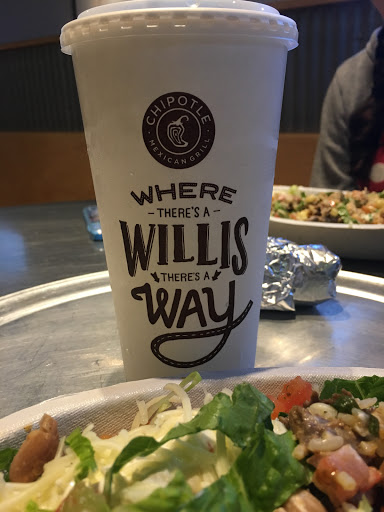 CHIPOTLE
MEXICAN GRILL
WHERE
THERE'S A
WILLIS
THERE'S A
WAY